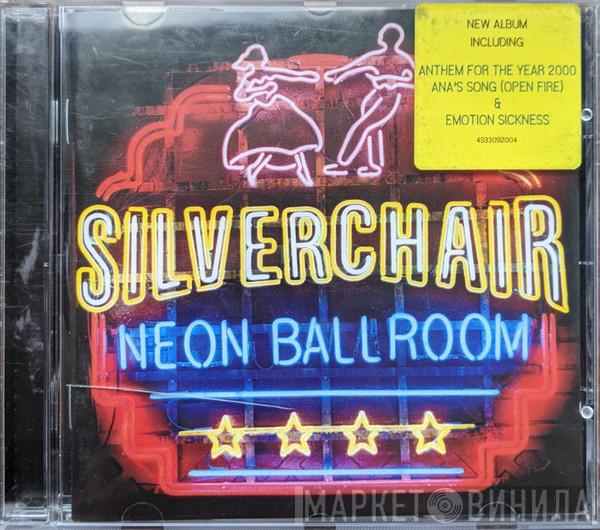 NEW ALBUM
INCLUDING
ANTHEM FOR THE YEAR 2000
ANA'S SONG (OPEN FIRE)
&
EMOTION SICKNESS
4933092004
SILVERCHAIR
NEON BALLROOM
МАРКЕТ ВИНИЛА